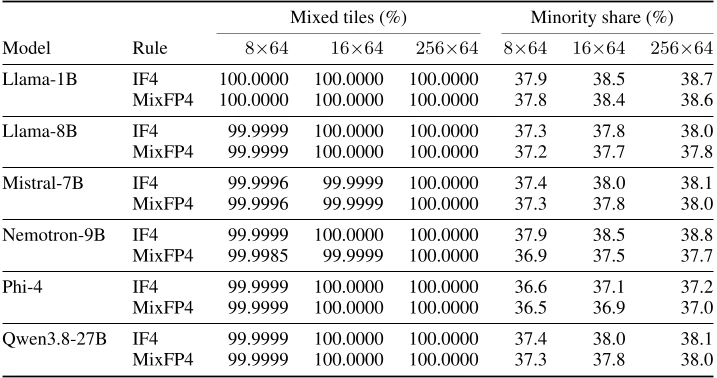 Mixed tiles (%) Minority share (%)
Model Rule 8×64 16×64 256×64 8×64 16×64 256×64
Llama-1B IF4 100.0000 100.0000 100.0000 37.9 38.5 38.7
MixFP4 100.0000 100.0000 100.0000 37.8 38.4 38.6
Llama-8B IF4 99.9999 100.0000 100.0000 37.3 37.8 38.0
MixFP4 99.9999 100.0000 100.0000 37.2 37.7 37.8
Mistral-7B IF4 99.9996 99.9999 100.0000 37.4 38.0 38.1
MixFP4 99.9996 99.9999 100.0000 37.3 37.8 38.0
Nemotron-9B IF4 99.9999 100.0000 100.0000 37.9 38.5 38.8
MixFP4 99.9985 99.9999 100.0000 36.9 37.5 37.7
Phi-4 IF4 99.9999 100.0000 100.0000 36.6 37.1 37.2
MixFP4 99.9999 100.0000 100.0000 36.5 36.9 37.0
Qwen3.8-27B IF4 99.9999 100.0000 100.0000 37.4 38.0 38.1
MixFP4 99.9999 100.0000 100.0000 37.3 37.8 38.0